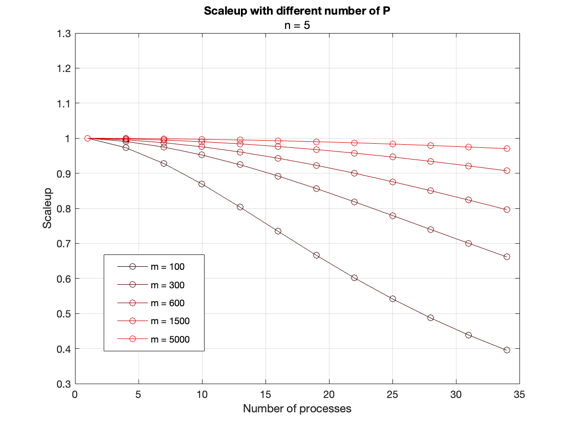 Scaleup with different number of P
n = 5
1.3
1.2
1.1
1
0.9
0.8
0.7
0.6
0.5
0.4
0.3
Scaleup
m = 100
m = 300
m = 600
m = 1500
m = 5000
0 5 10 15 20 25 30 35
Number of processes